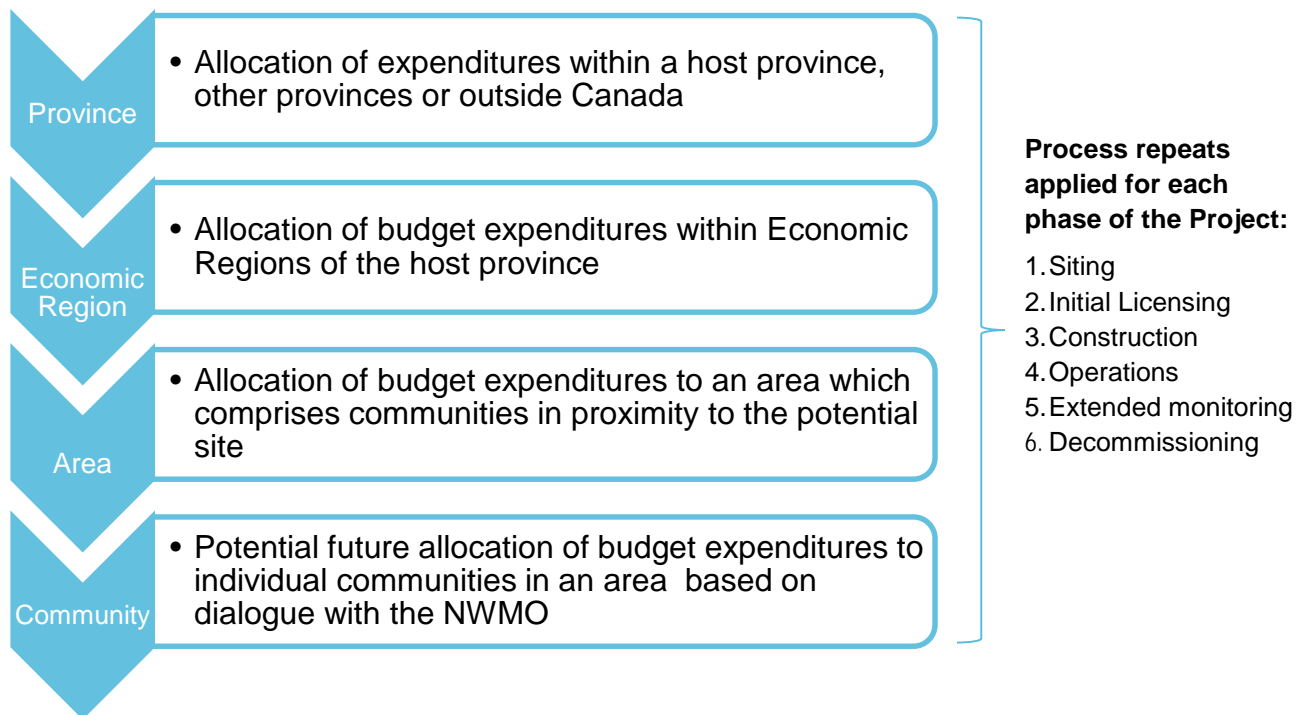 Province
• Allocation of expenditures within a host province,
other provinces or outside Canada
Economic
Region
• Allocation of budget expenditures within Economic
Regions of the host province
Area
• Allocation of budget expenditures to an area which
comprises communities in proximity to the potential
site
Community
• Potential future allocation of budget expenditures to
individual communities in an area  based on
dialogue with the NWMO
Process repeats
applied for each
phase of the Project:
1.Siting
2.Initial Licensing
3.Construction
4.Operations
5.Extended monitoring
6. Decommissioning